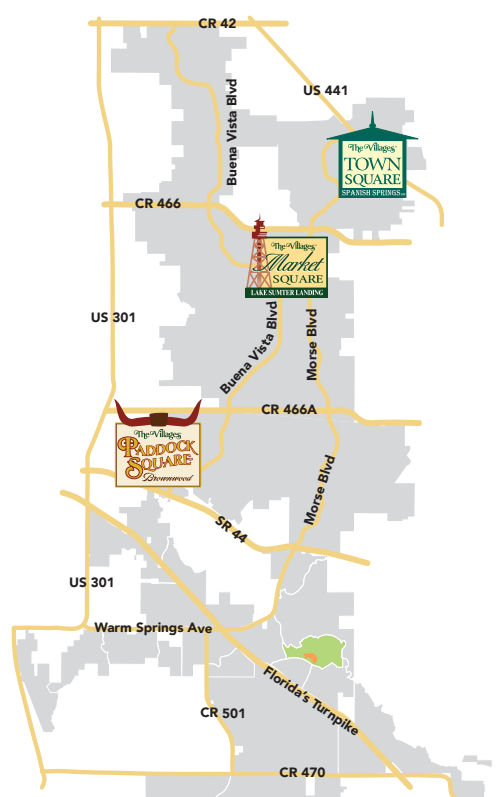 CR 42
US 441
Buena Vista Blvd
The Villages
TOWN
SQUARE
SPANISH SPRINGS
CR 466
The Villages
Market
SQUARE
LAKE SUMTER LANDING
US 301
Buena Vista Blvd
Morse Blvd
CR 466A
The Villages
PADDOCK
SQUARE
Brownwood
Morse Blvd
SR 44
US 301
Warm Springs Ave
Florida's Turnpike
CR 501
CR 470